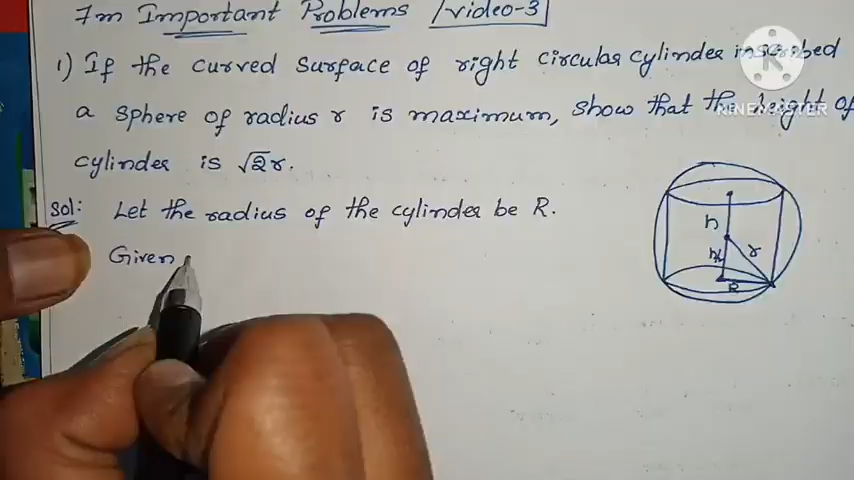 7m Important Problems /video-3
1) If the curved surface of right circular cylinder inscribed
a sphere of radius r is maximum, show that the height of
cylinder is √2r.
Sol: Let the radius of the cylinder be R.
Given
h
r
h/2
R
K
KINEMASTER